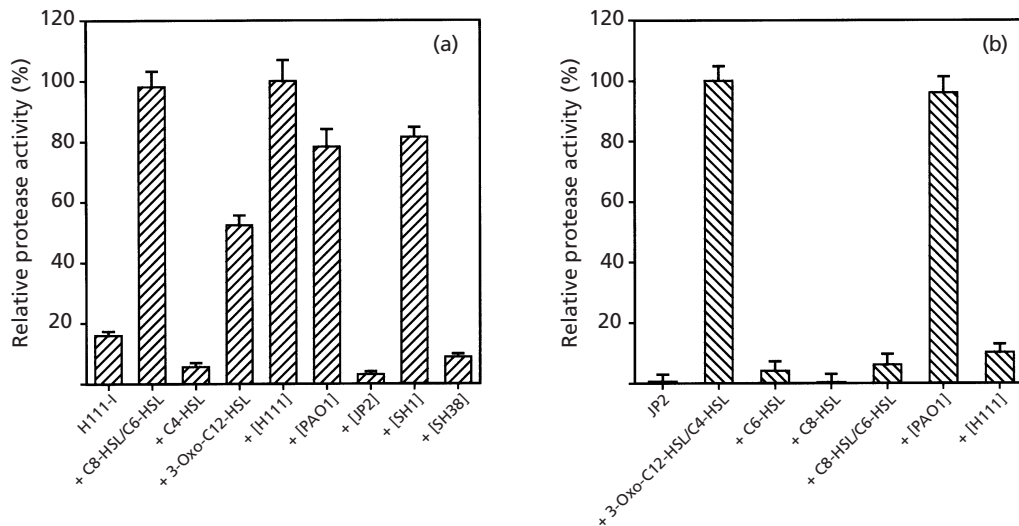 (a)
Relative protease activity (%)
120
100
80
60
40
20
H111-I
+ C8-HSL/C6-HSL
+ C4-HSL
+ 3-Oxo-C12-HSL
+ [H111]
+ [PAO1]
+ [JP2]
+ [SH1]
+ [SH38]
(b)
Relative protease activity (%)
120
100
80
60
40
20
JP2
+ 3-Oxo-C12-HSL/C4-HSL
+ C6-HSL
+ C8-HSL
+ C8-HSL/C6-HSL
+ [PAO1]
+ [H111]